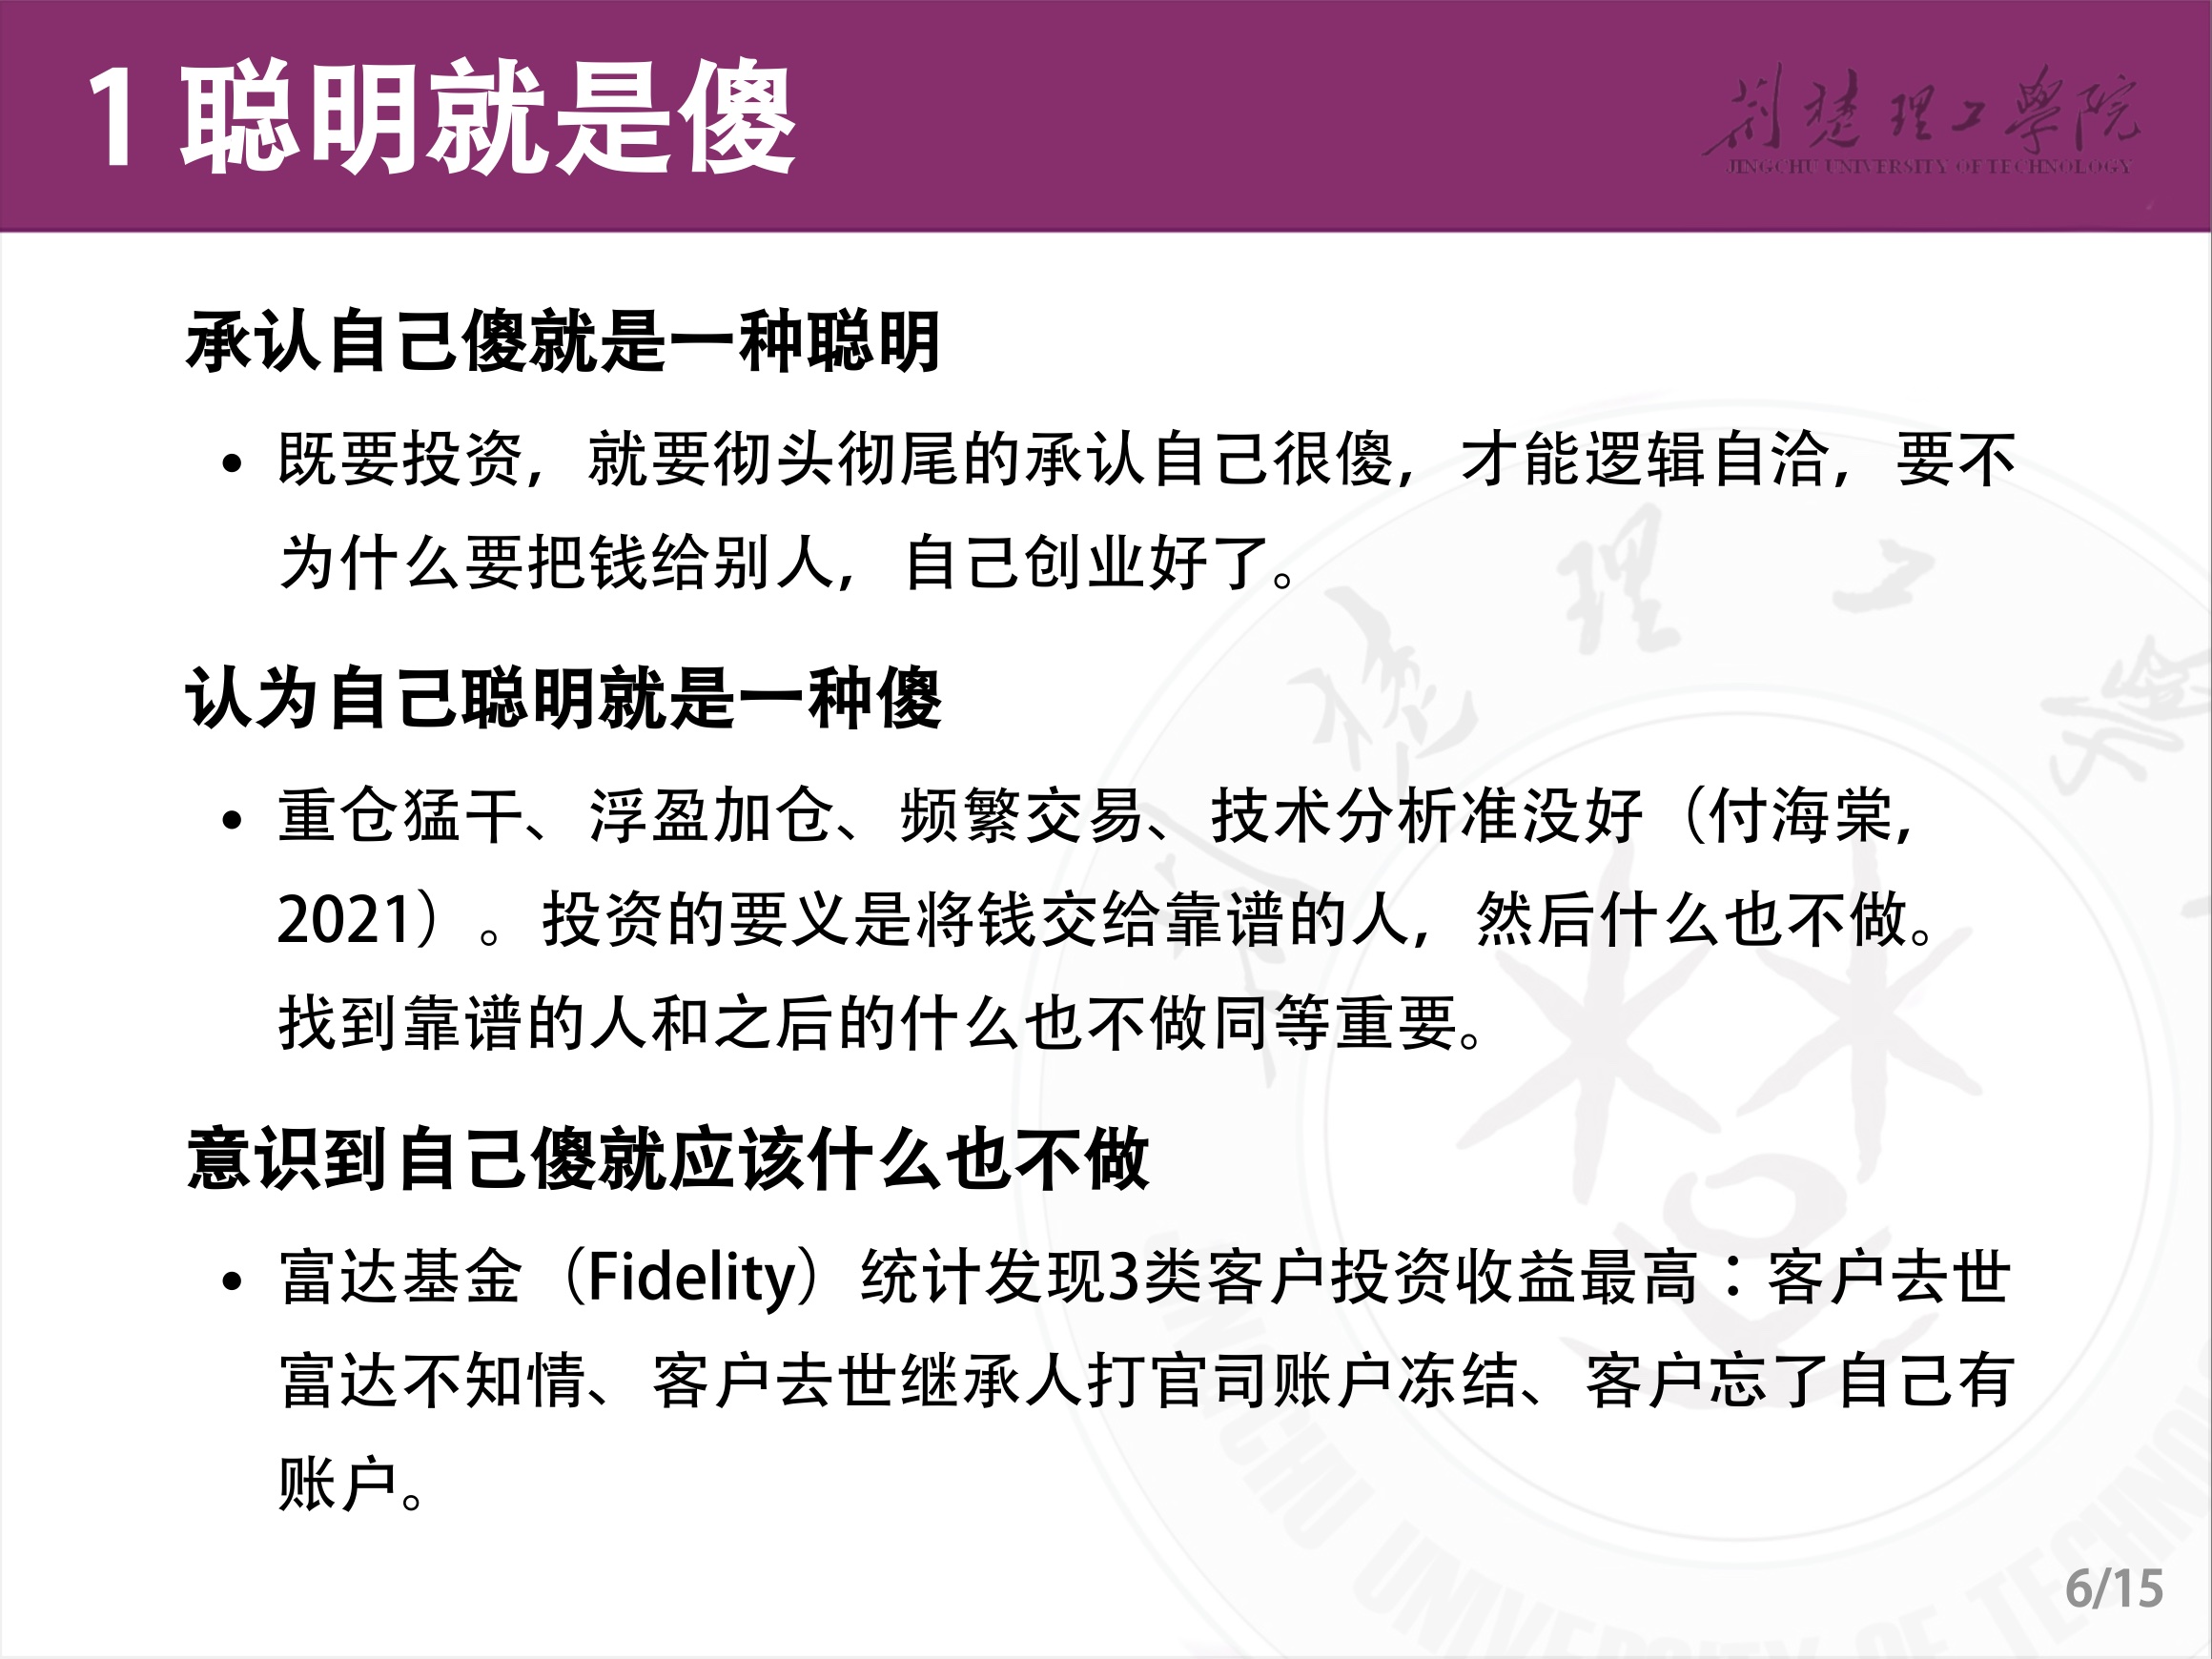 1 聪明就是傻
荆楚理工学院
JINGCHU UNIVERSITY OF TECHNOLOGY
承认自己傻就是一种聪明
• 既要投资，就要彻头彻尾的承认自己很傻，才能逻辑自洽，要不
为什么要把钱给别人，自己创业好了。
认为自己聪明就是一种傻
• 重仓猛干、浮盈加仓、频繁交易、技术分析准没好（付海棠,
2021）。投资的要义是将钱交给靠谱的人，然后什么也不做。
找到靠谱的人和之后的什么也不做同等重要。
意识到自己傻就应该什么也不做
• 富达基金（Fidelity）统计发现3类客户投资收益最高：客户去世
富达不知情、客户去世继承人打官司账户冻结、客户忘了自己有
账户。
楚理工學
JINGCHU UNIVERSITY OF TECHNO
6/15